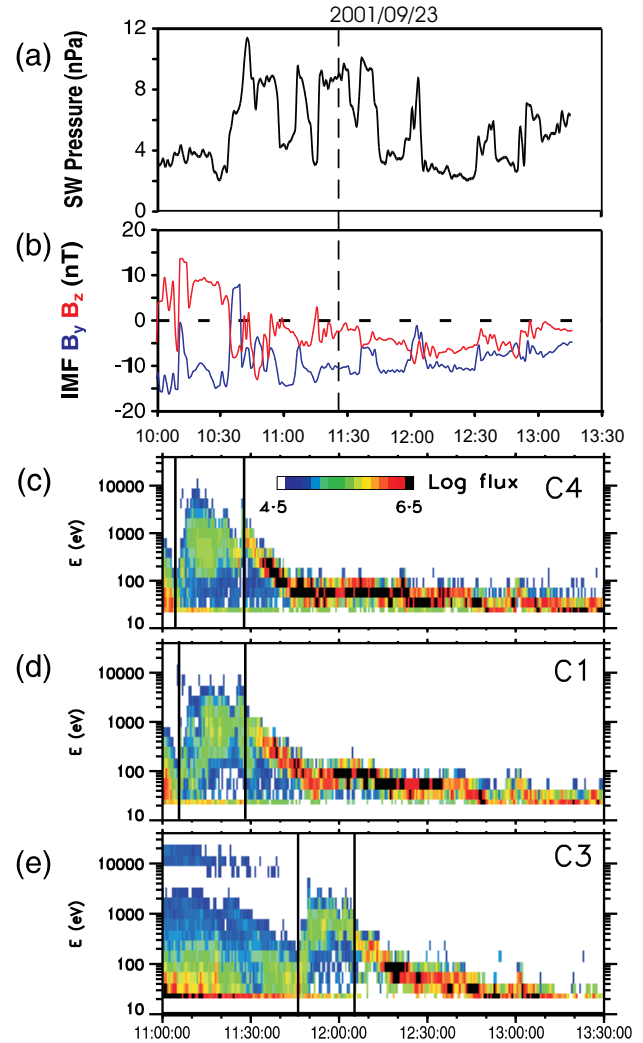 2001/09/23
(a)
SW Pressure (nPa)
12
8
4
0
(b)
IMF By Bz (nT)
20
10
0
-10
-20
10:00 10:30 11:00 11:30 12:00 12:30 13:00 13:30
(c)
E (eV)
10000
1000
100
10
Log flux
4.5 6.5
C4
(d)
E (eV)
10000
1000
100
10
C1
(e)
E (eV)
10000
1000
100
10
C3
11:00:00 11:30:00 12:00:00 12:30:00 13:00:00 13:30:00